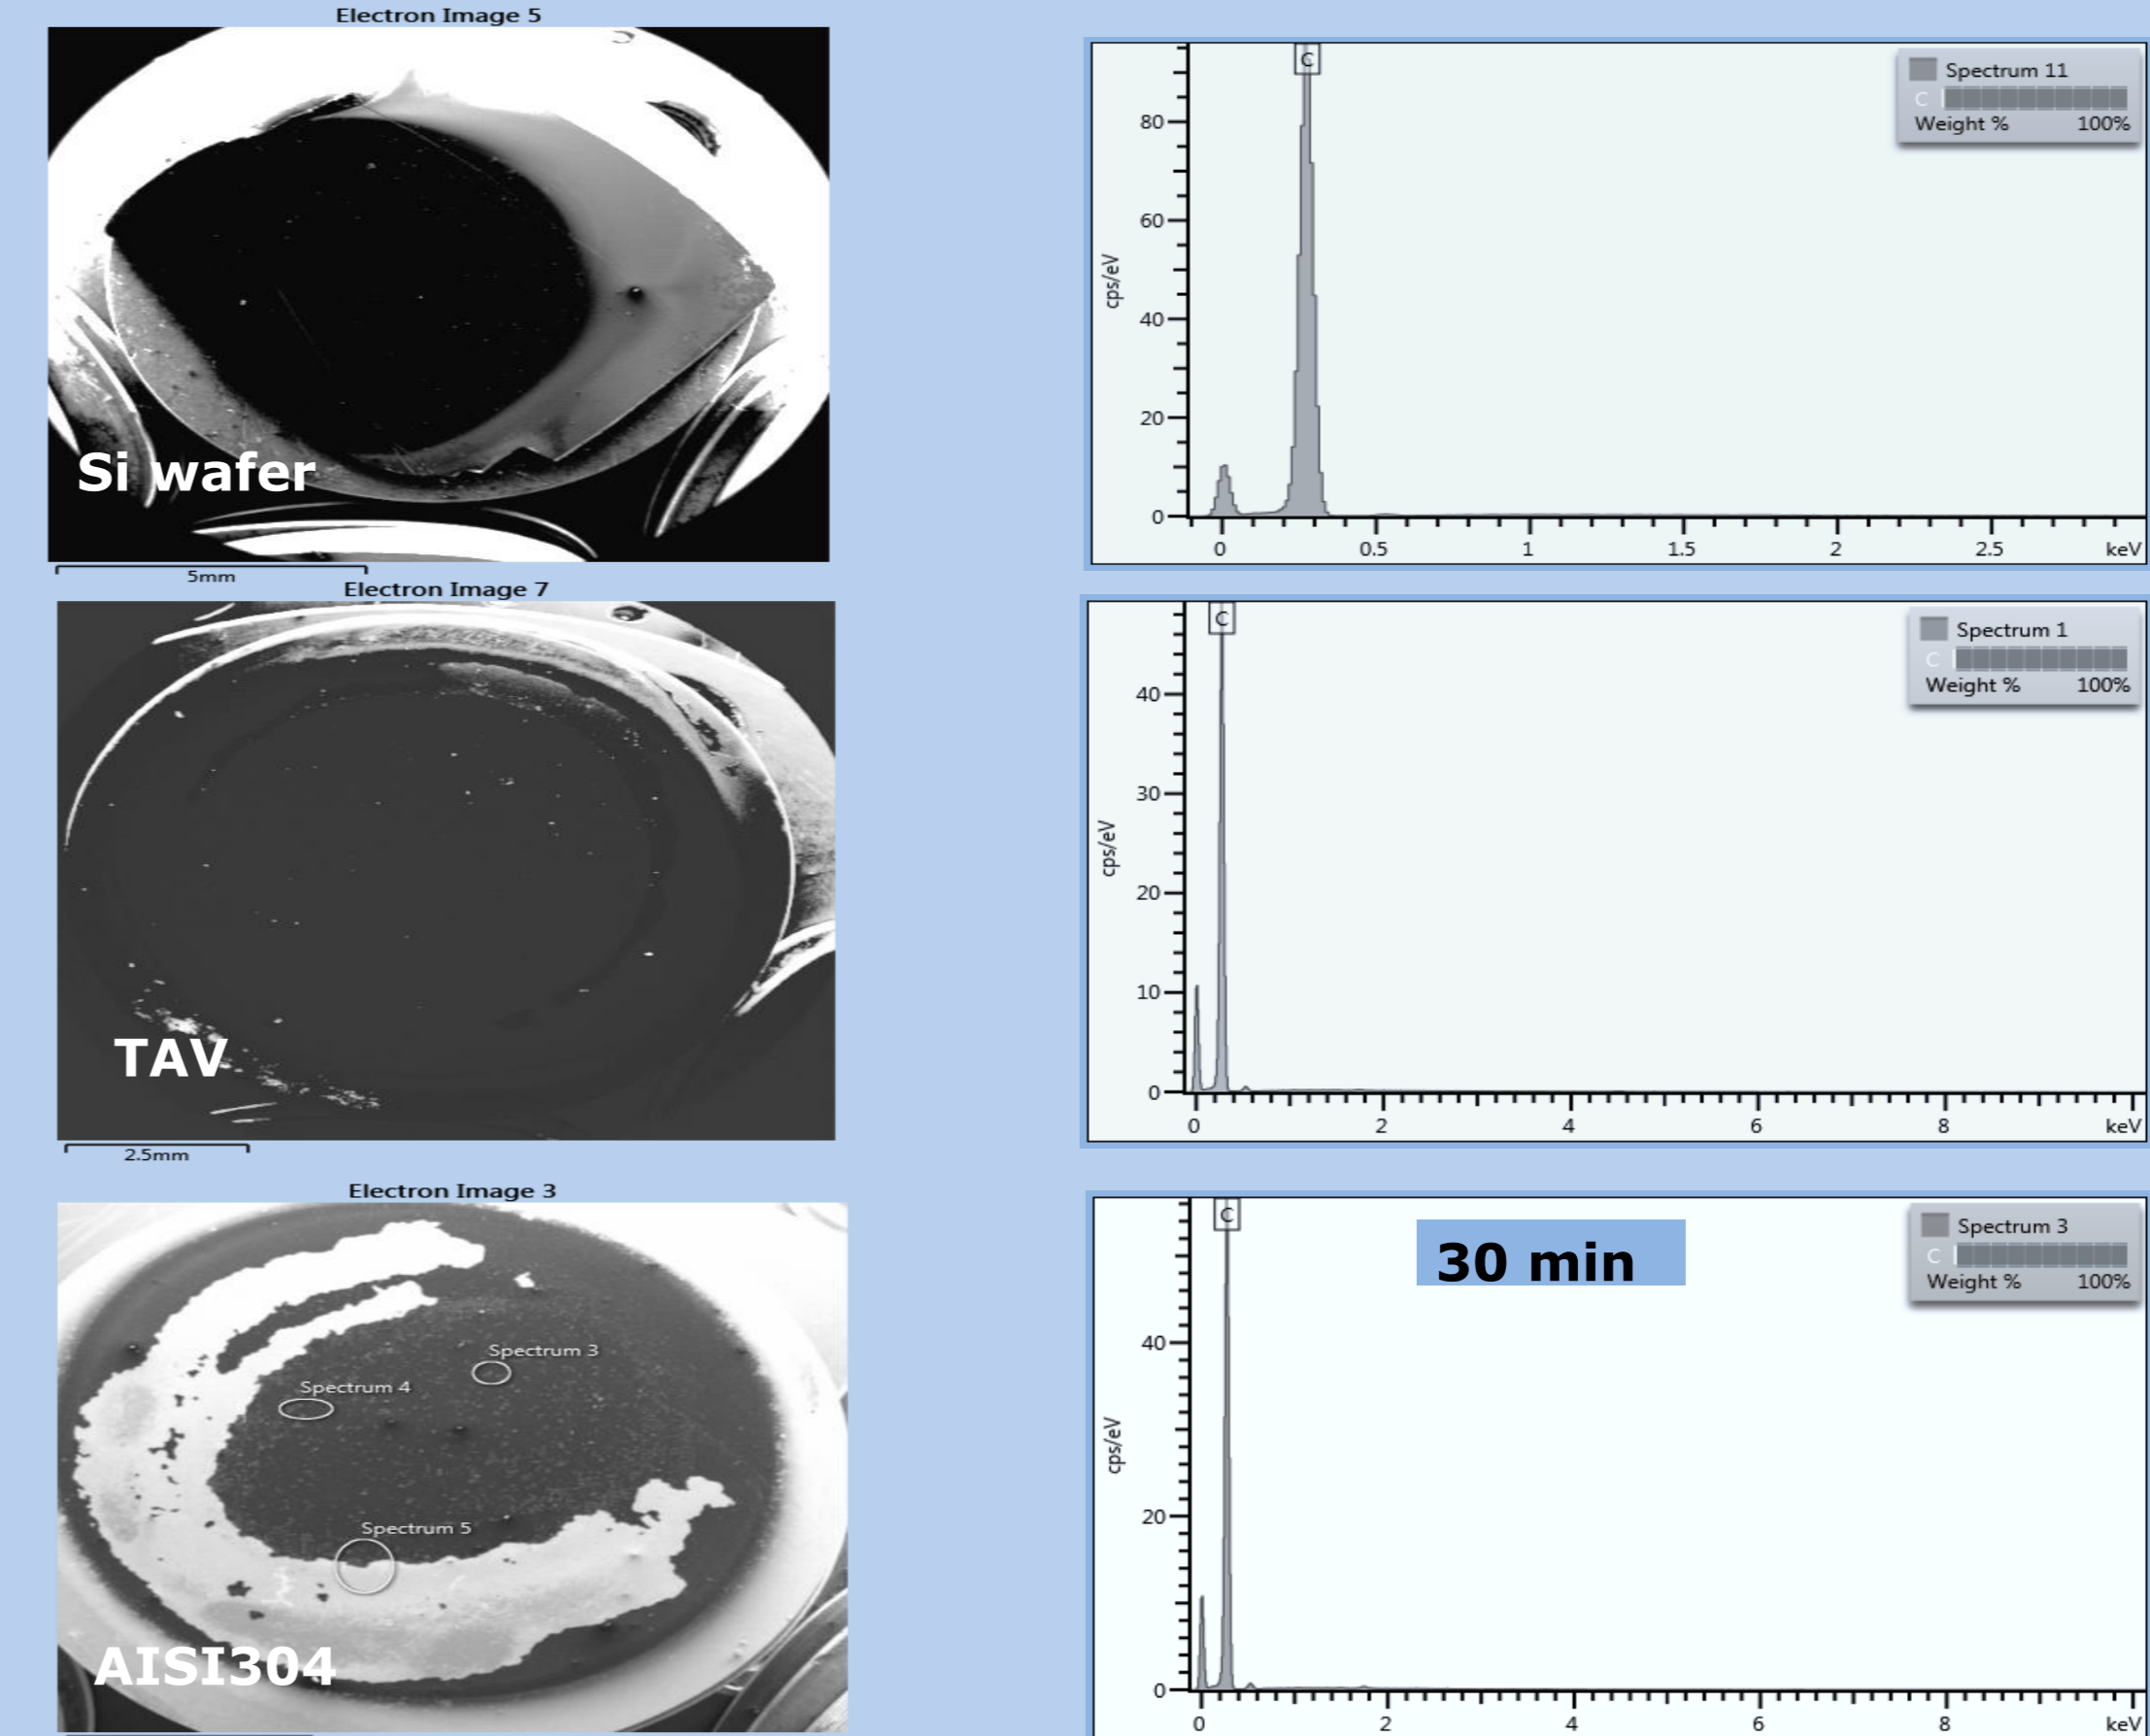 Electron Image 5
Si wafer
5mm
C
Spectrum 11
C
Weight % 100%
cps/eV
80
60
40
20
0
0 0.5 1 1.5 2 2.5 keV
Electron Image 7
TAV
2.5mm
C
Spectrum 1
C
Weight % 100%
cps/eV
40
30
20
10
0
0 2 4 6 8 keV
Electron Image 3
Spectrum 3
Spectrum 4
Spectrum 5
AISI304
C
30 min
Spectrum 3
C
Weight % 100%
cps/eV
40
20
0
0 2 4 6 8 keV